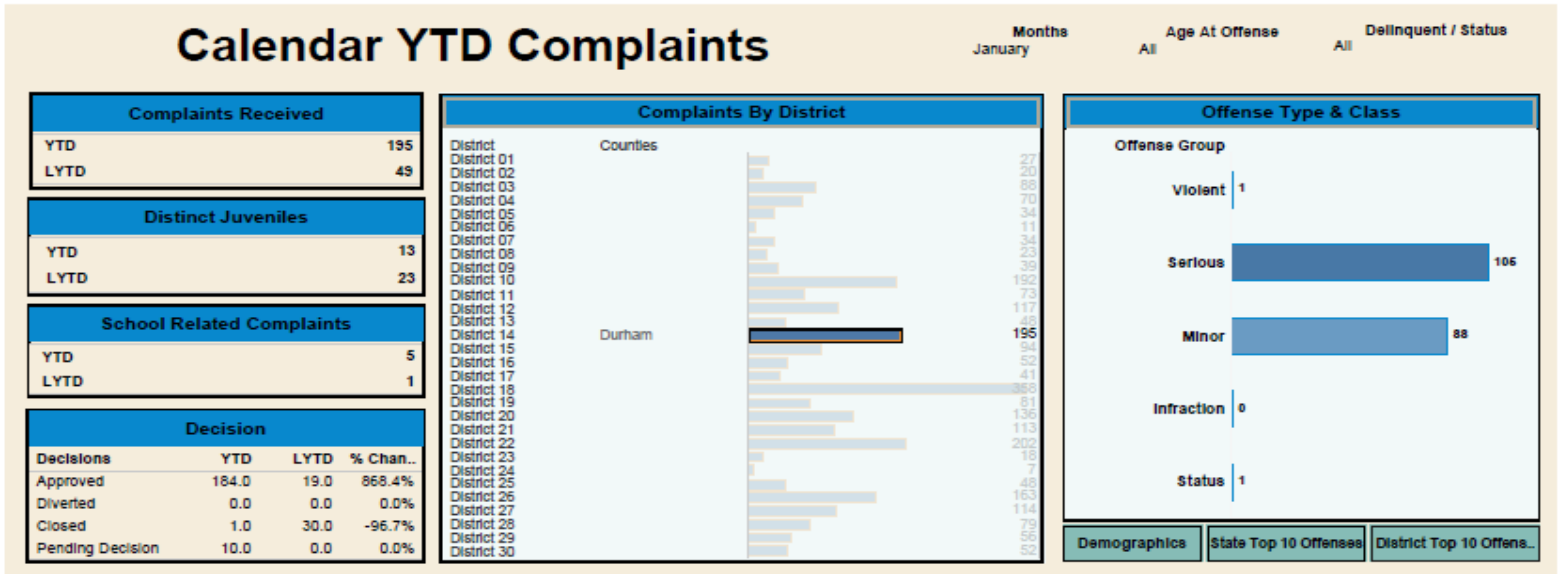 Calendar YTD Complaints
Months
January
Age At Offense
All
Delinquent / Status
All
Complaints Received
YTD 195
LYTD 49
Distinct Juveniles
YTD 13
LYTD 23
School Related Complaints
YTD 5
LYTD 1
Decision
Decisions YTD LYTD % Chan..
Approved 184.0 19.0 868.4%
Diverted 0.0 0.0 0.0%
Closed 1.0 30.0 -96.7%
Pending Decision 10.0 0.0 0.0%
Complaints By District
District Counties
District 01 27
District 02 20
District 03 88
District 04 70
District 05 34
District 06 11
District 07 34
District 08 23
District 09 39
District 10 192
District 11 73
District 12 117
District 13 48
District 14 Durham 195
District 15 94
District 16 52
District 17 41
District 18 358
District 19 81
District 20 136
District 21 113
District 22 202
District 23 18
District 24 7
District 25 48
District 26 163
District 27 114
District 28 79
District 29 56
District 30 52
Offense Type & Class
Offense Group
Violent 1
Serious 105
Minor 88
Infraction 0
Status 1
Demographics
State Top 10 Offenses
District Top 10 Offens..